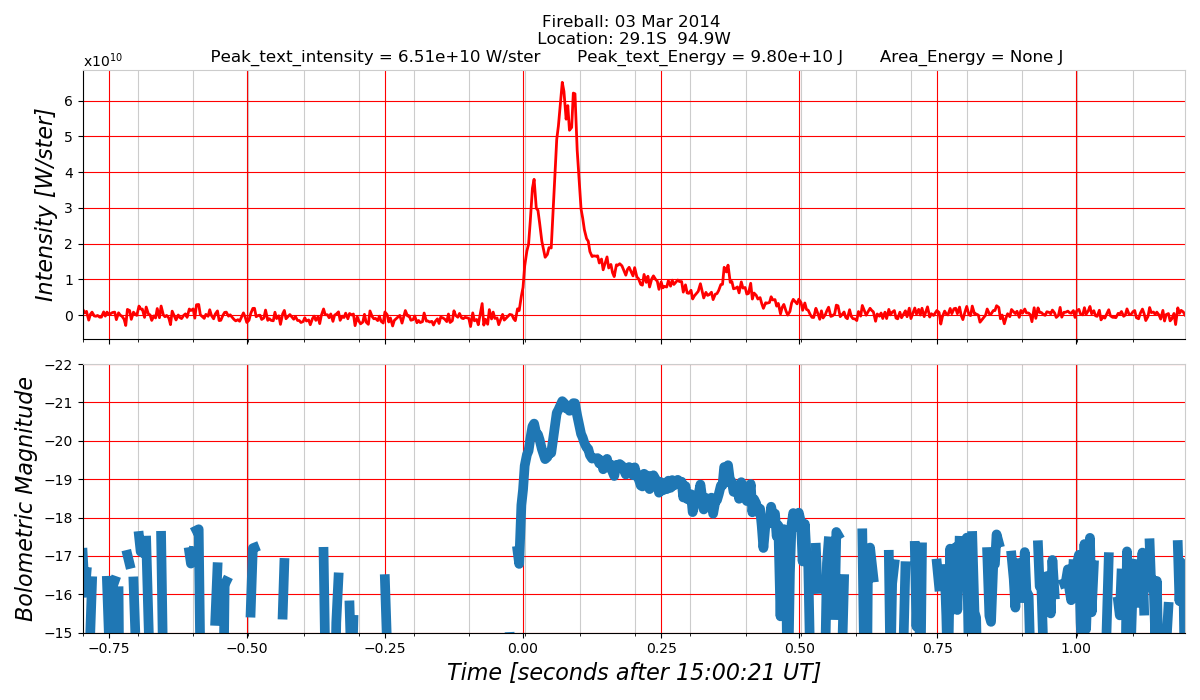 Fireball: 03 Mar 2014
Location: 29.1S  94.9W
Peak_text_intensity = 6.51e+10 W/ster       Peak_text_Energy = 9.80e+10 J       Area_Energy = None J
x10¹⁰
6
5
4
3
2
1
0
Intensity [W/ster]
−22
−21
−20
−19
−18
−17
−16
−15
Bolometric Magnitude
−0.75 −0.50 −0.25 0.00 0.25 0.50 0.75 1.00
Time [seconds after 15:00:21 UT]